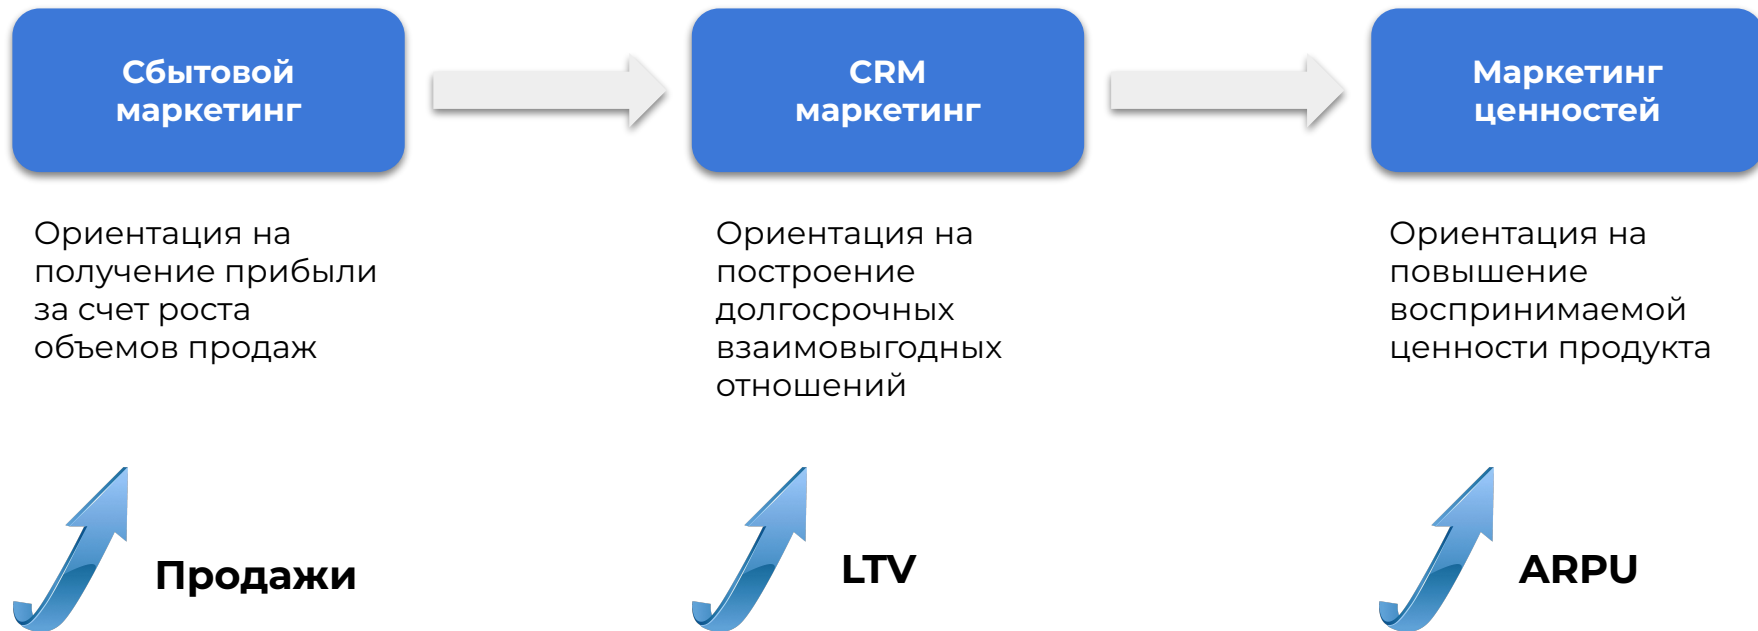 Сбытовой
маркетинг
CRM
маркетинг
Маркетинг
ценностей
Ориентация на
получение прибыли
за счет роста
объемов продаж
Ориентация на
построение
долгосрочных
взаимовыгодных
отношений
Ориентация на
повышение
воспринимаемой
ценности продукта
Продажи
LTV
ARPU